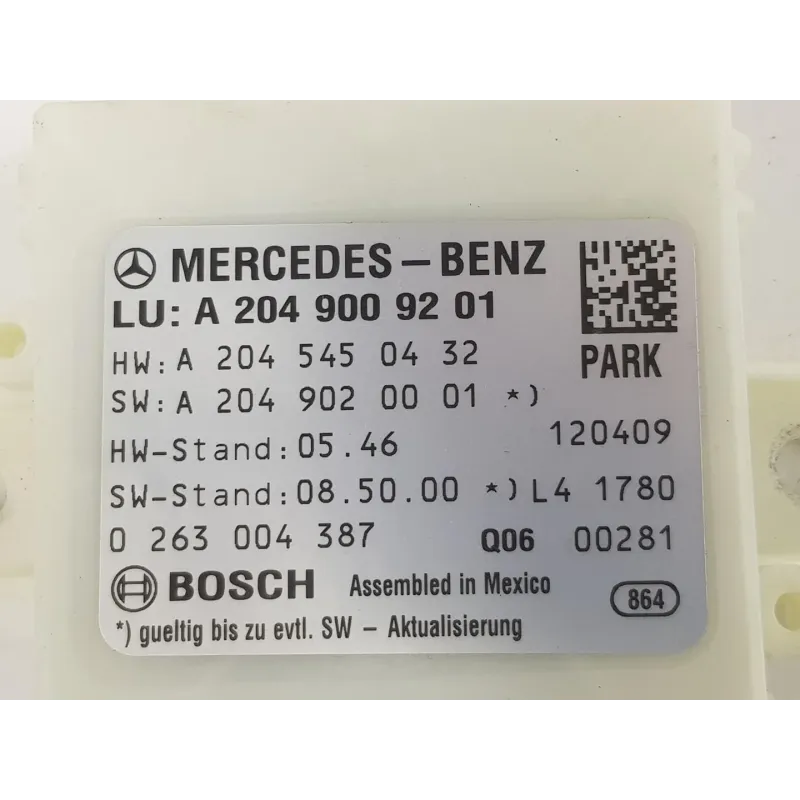 MERCEDES-BENZ
LU: A 204 900 92 01
HW: A 204 545 04 32
PARK
SW: A 204 902 00 01 *)
HW-Stand: 05.46
120409
SW-Stand: 08.50.00 *) L4 1780
0 263 004 387 Q06 00281
BOSCH Assembled in Mexico
864
*) gueltig bis zu evtl. SW - Aktualisierung